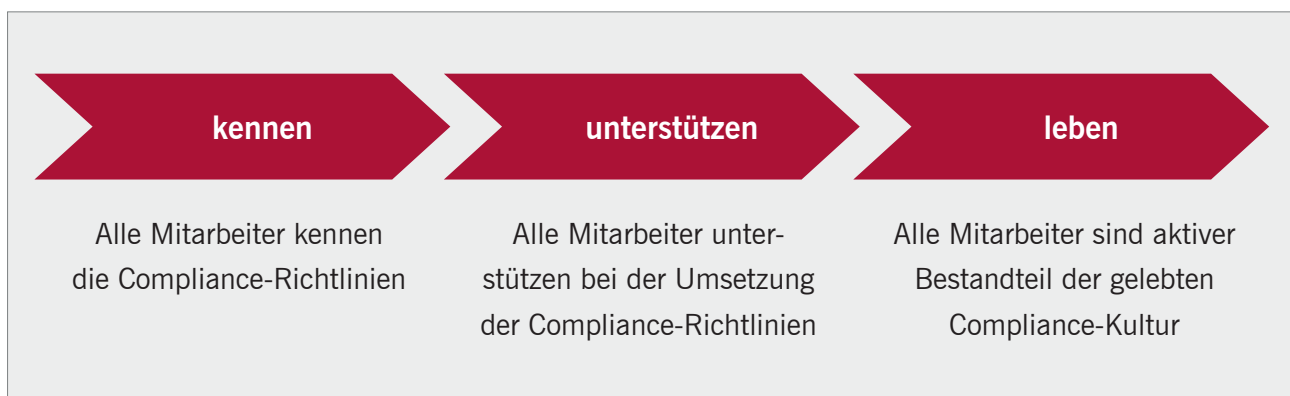 kennen
Alle Mitarbeiter kennen
die Compliance-Richtlinien
unterstützen
Alle Mitarbeiter unter-
stützen bei der Umsetzung
der Compliance-Richtlinien
leben
Alle Mitarbeiter sind aktiver
Bestandteil der gelebten
Compliance-Kultur